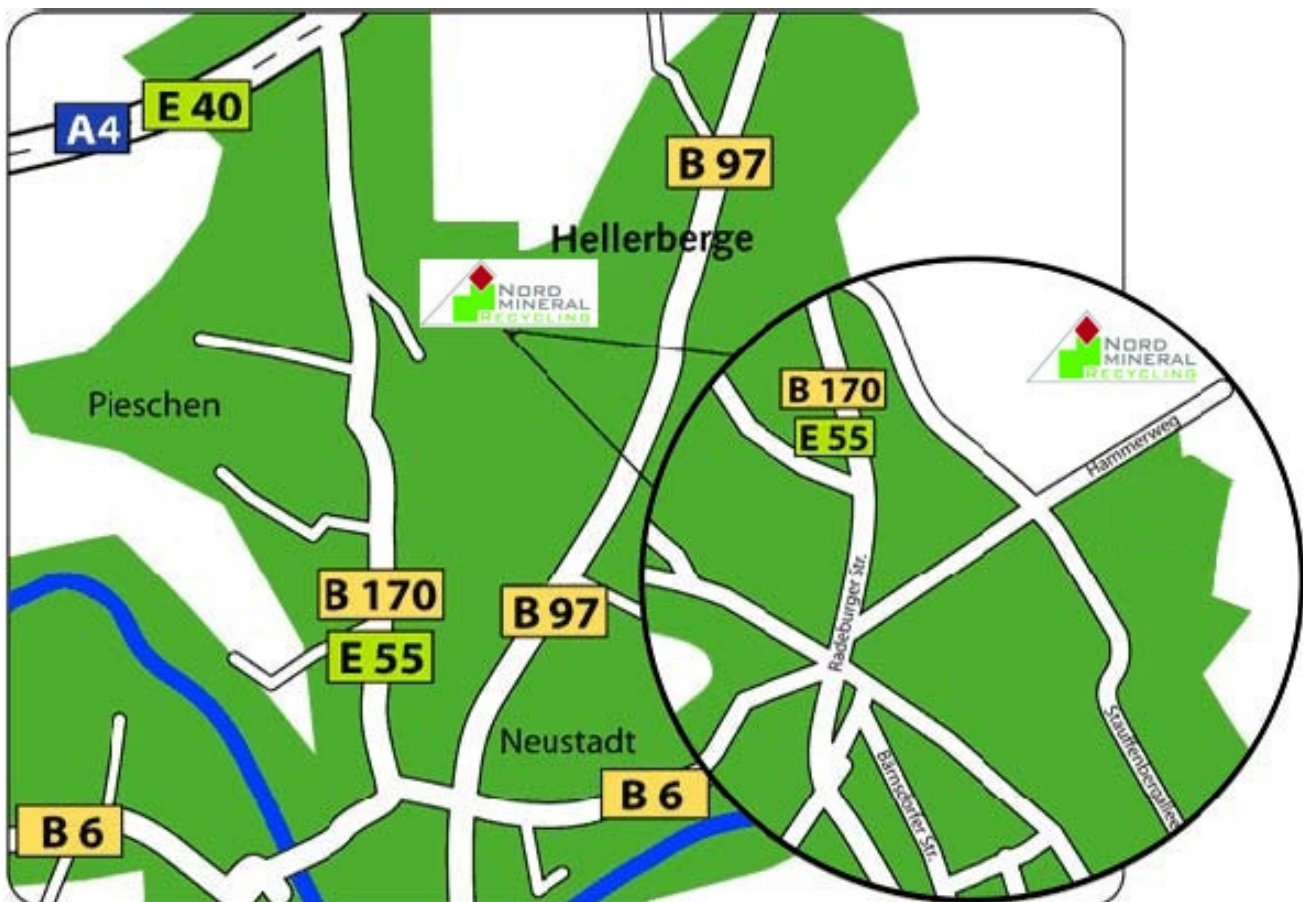 E 40
A4
B 97
Hellerberge
NORD
MINERAL
RECYCLING
NORD
MINERAL
RECYCLING
B 170
E 55
Pieschen
Hammerweg
Radeburger Str.
B 170
E 55
B 97
Neustadt
Stauffenbergallee
Bärnsdorfer Str.
B 6
B 6